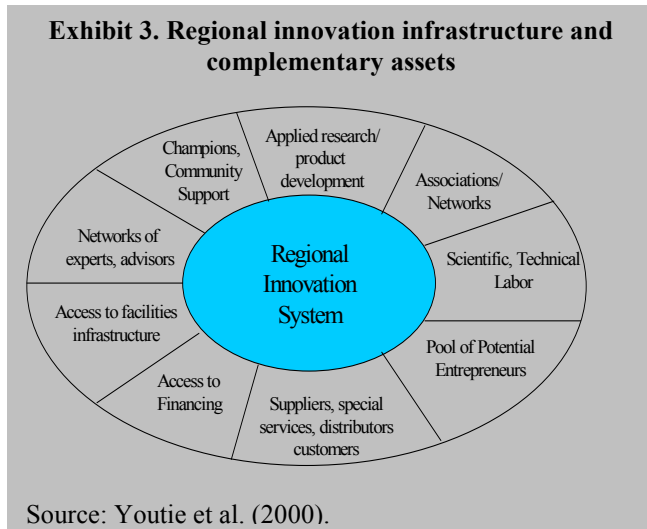 Exhibit 3. Regional innovation infrastructure and
complementary assets
Applied research/
product
development
Champions,
Community
Support
Associations/
Networks
Networks of
experts, advisors
Regional
Innovation
System
Scientific, Technical
Labor
Access to facilities
infrastructure
Pool of Potential
Entrepreneurs
Access to
Financing
Suppliers, special
services, distributors
customers
Source: Youtie et al. (2000).